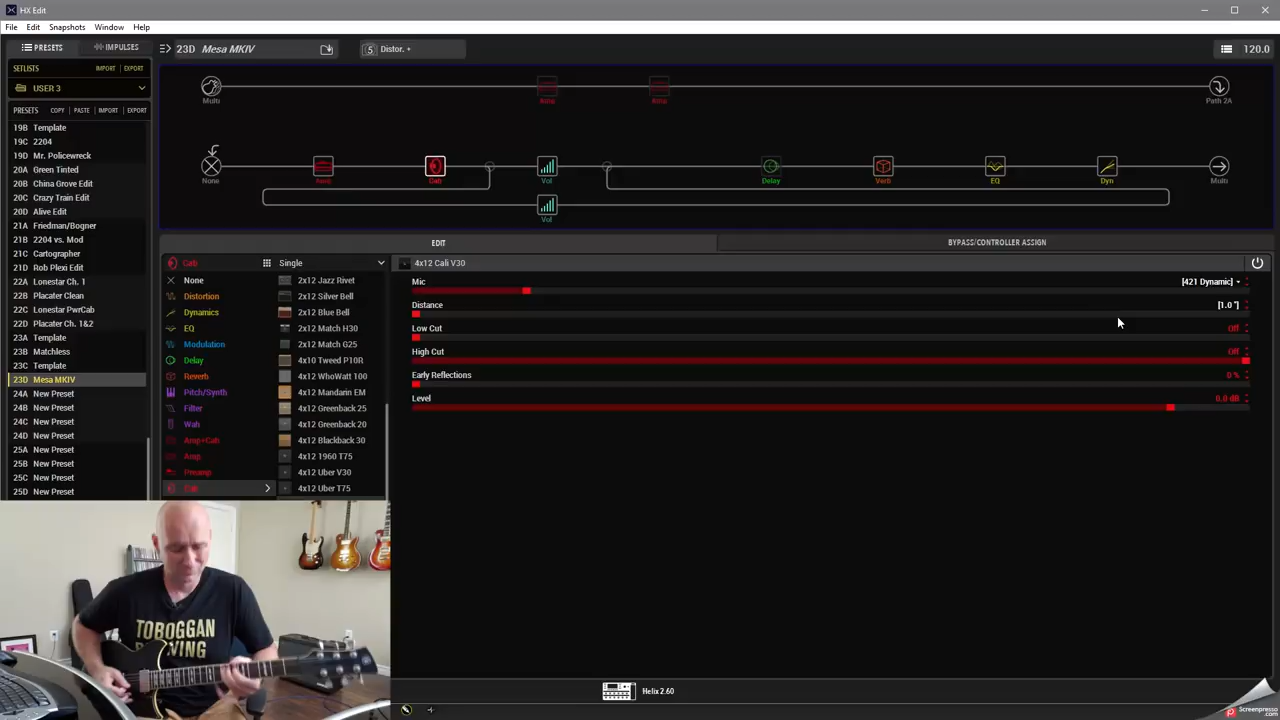 HX Edit
File Edit Snapshots Window Help
PRESETS IMPULSES
23D Mesa MKIV
5 Distor. +
120.0
SETLISTS IMPORT EXPORT
USER 3
PRESETS COPY PASTE IMPORT EXPORT
19B Template
19C 2204
19D Mr. Policewreck
20A Green Tinted
20B China Grove Edit
20C Crazy Train Edit
20D Alive Edit
21A Friedman/Bogner
21B 2204 vs. Mod
21C Cartographer
21D Rob Plexi Edit
22A Lonestar Ch. 1
22B Placater Clean
22C Lonestar PwrCab
22D Placater Ch. 1&2
23A Template
23B Matchless
23C Template
23D Mesa MKIV
24A New Preset
24B New Preset
24C New Preset
24D New Preset
25A New Preset
25B New Preset
25C New Preset
25D New Preset
Multi Amp Amp Path 2A
None Amp Cab Vol Delay Verb EQ Dyn Multi
Vol
EDIT
BYPASS/CONTROLLER ASSIGN
Cab
Single
None
Distortion
Dynamics
EQ
Modulation
Delay
Reverb
Pitch/Synth
Filter
Wah
Amp+Cab
Amp
Preamp
Cab
2x12 Jazz Rivet
2x12 Silver Bell
2x12 Blue Bell
2x12 Match H30
2x12 Match G25
4x10 Tweed P10R
4x12 WhoWatt 100
4x12 Mandarin EM
4x12 Greenback 25
4x12 Greenback 20
4x12 Blackback 30
4x12 1960 T75
4x12 Uber V30
4x12 Uber T75
4x12 Cali V30
Mic [421 Dynamic]
Distance [1.0 "]
Low Cut Off
High Cut Off
Early Reflections 0 %
Level 0.0 dB
TOBOGGAN
BREWING
Helix 2.60
Screenpresso
.com